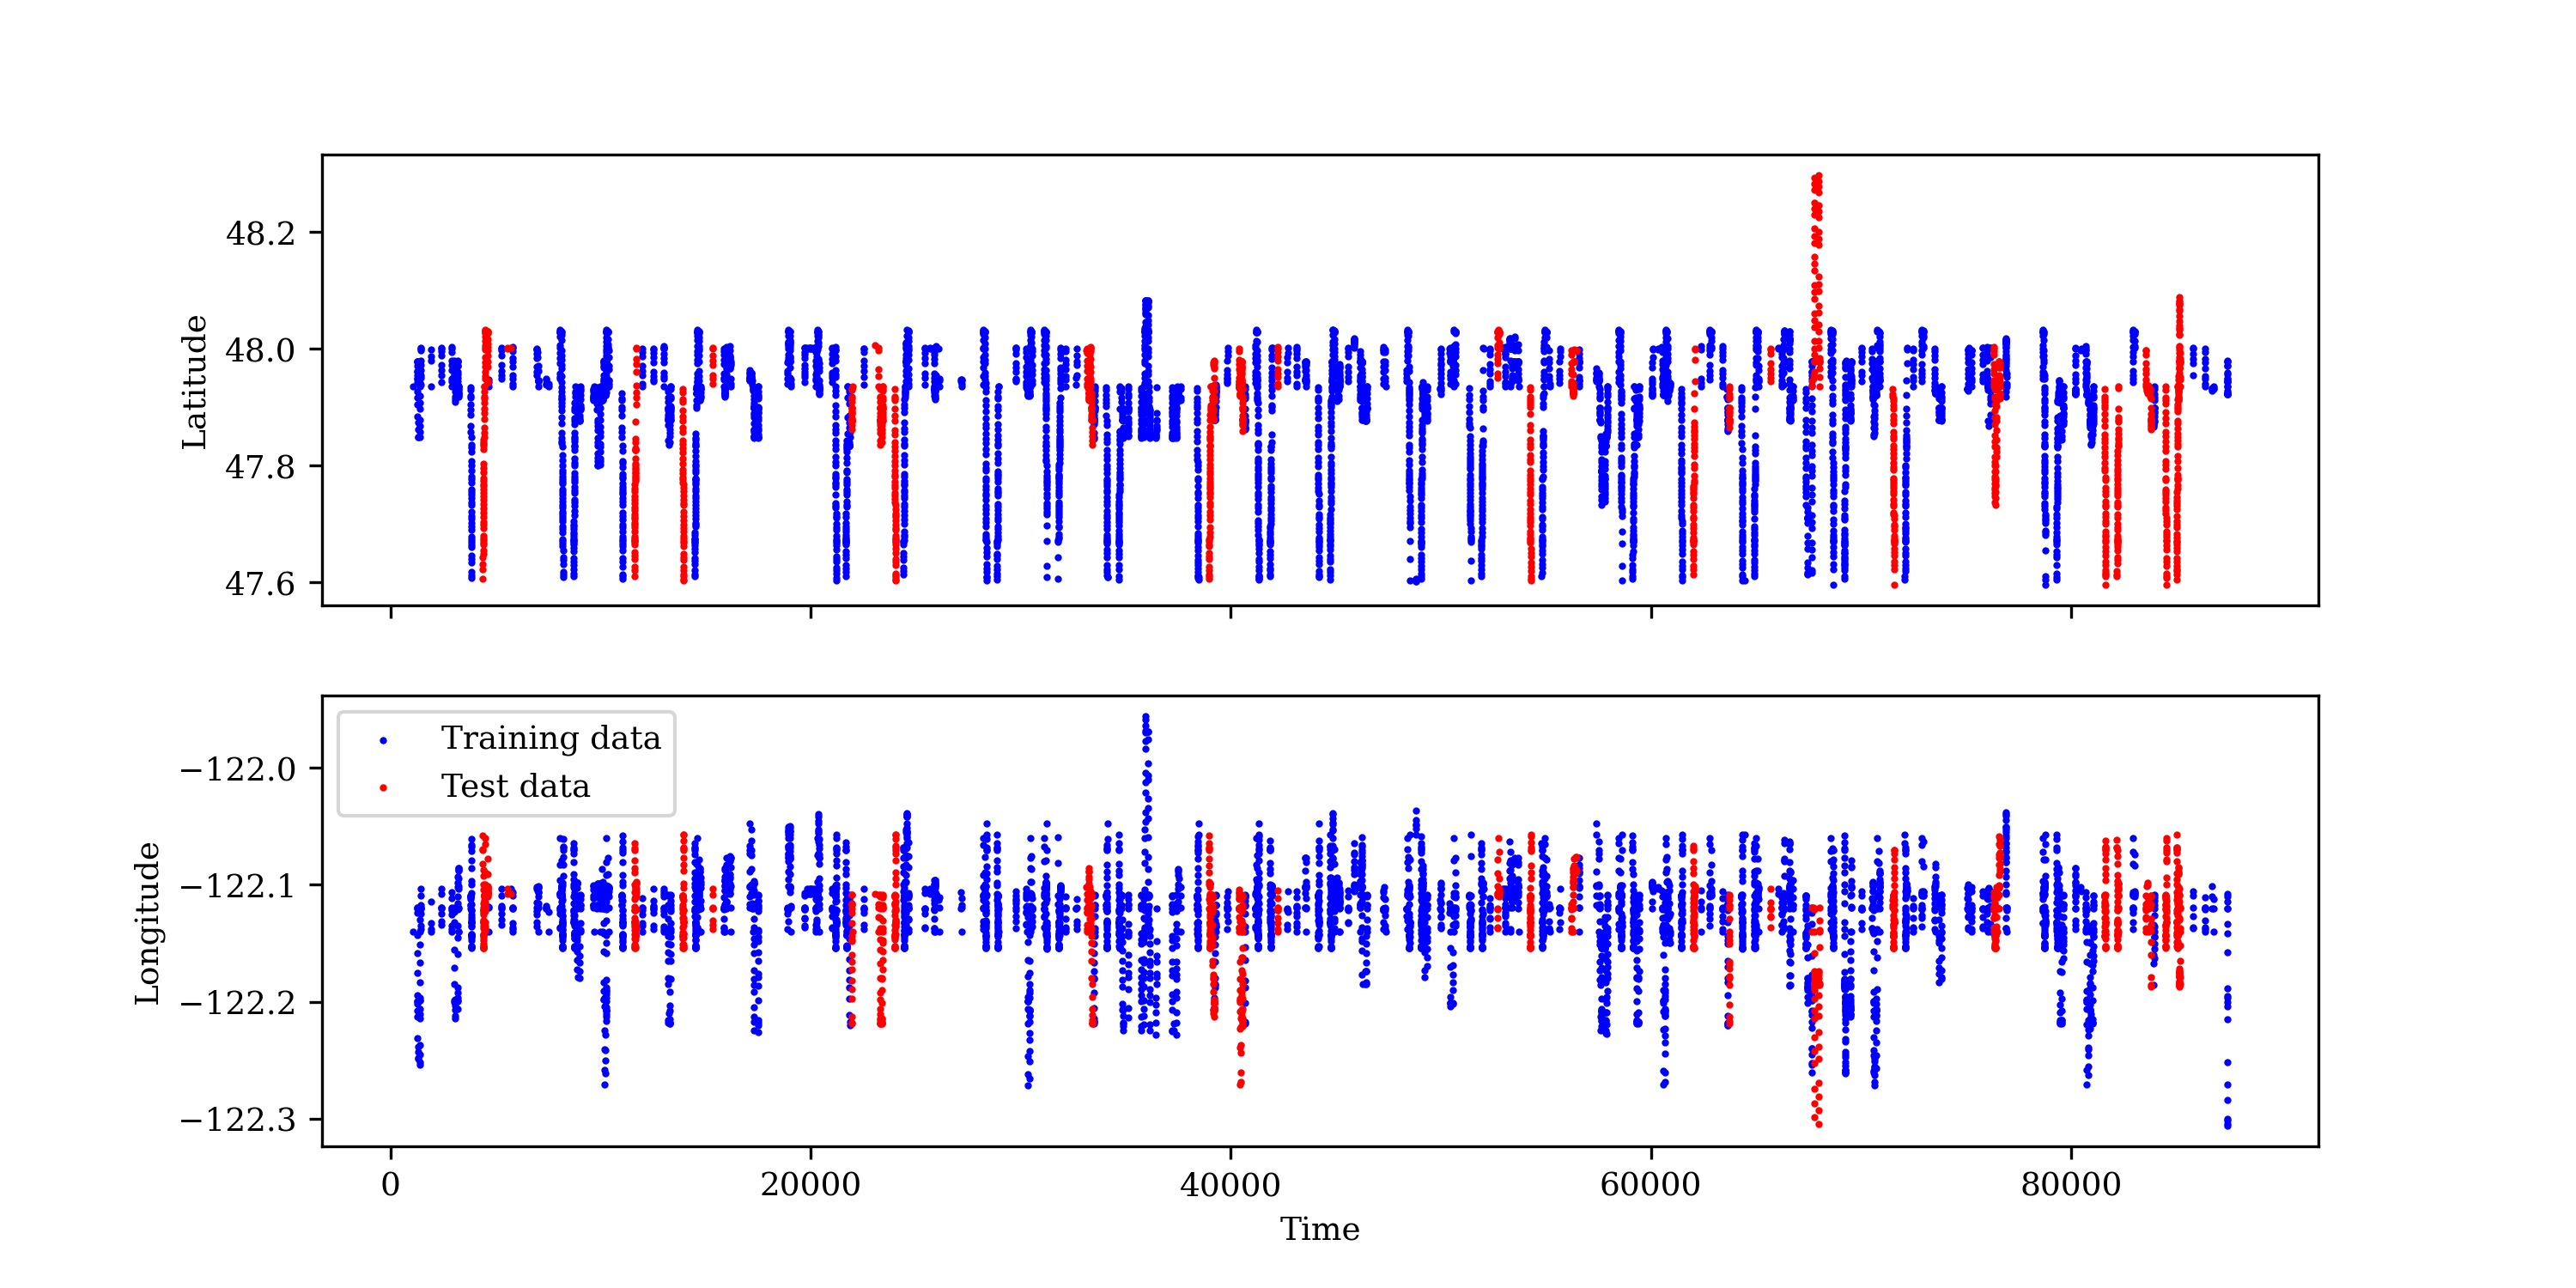 Latitude
48.2
48.0
47.8
47.6
Longitude
−122.0
−122.1
−122.2
−122.3
Training data
Test data
0 20000 40000 60000 80000
Time